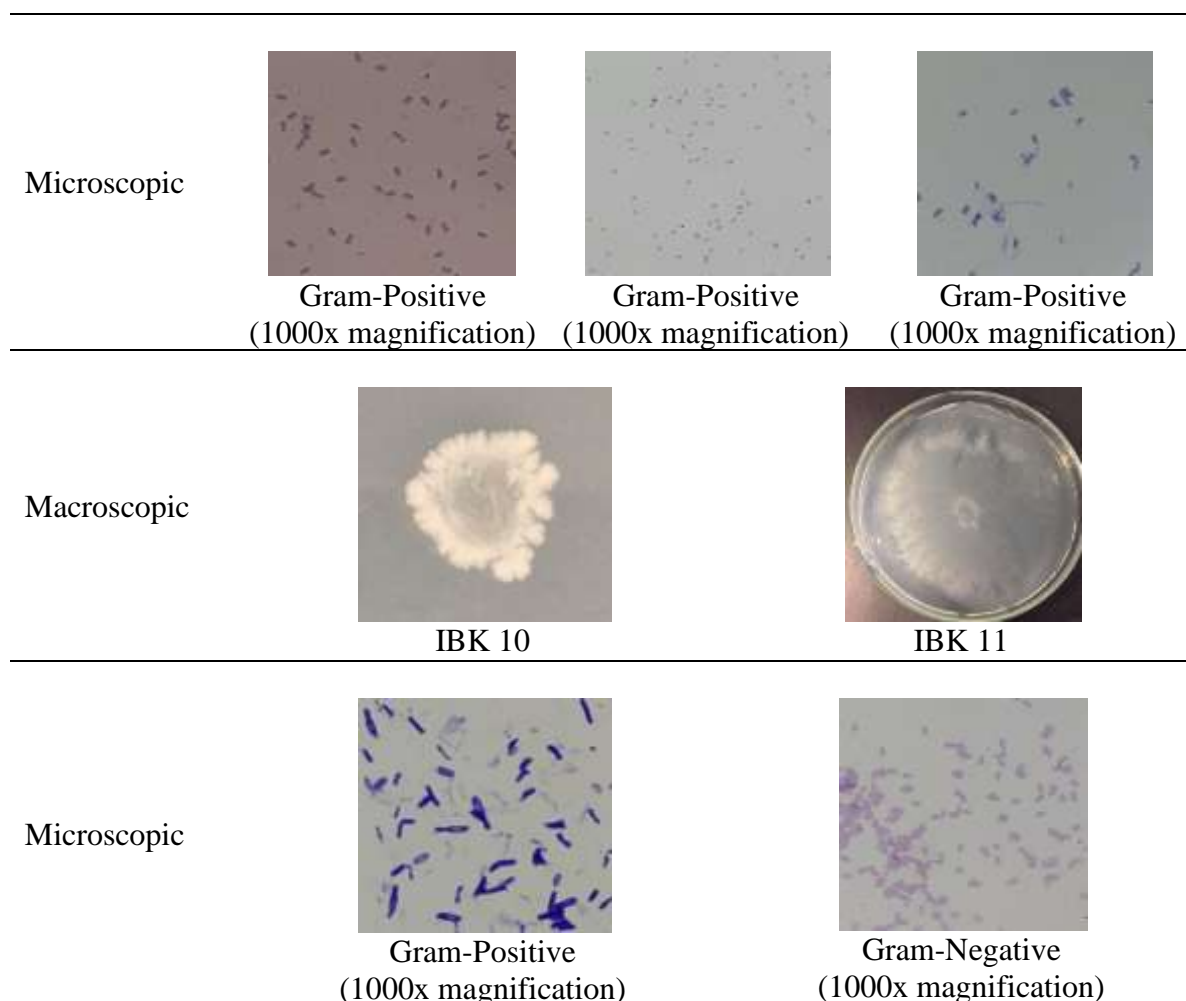 Microscopic
Gram-Positive Gram-Positive Gram-Positive
(1000x magnification) (1000x magnification) (1000x magnification)
Macroscopic
IBK 10 IBK 11
Microscopic
Gram-Positive Gram-Negative
(1000x magnification) (1000x magnification)